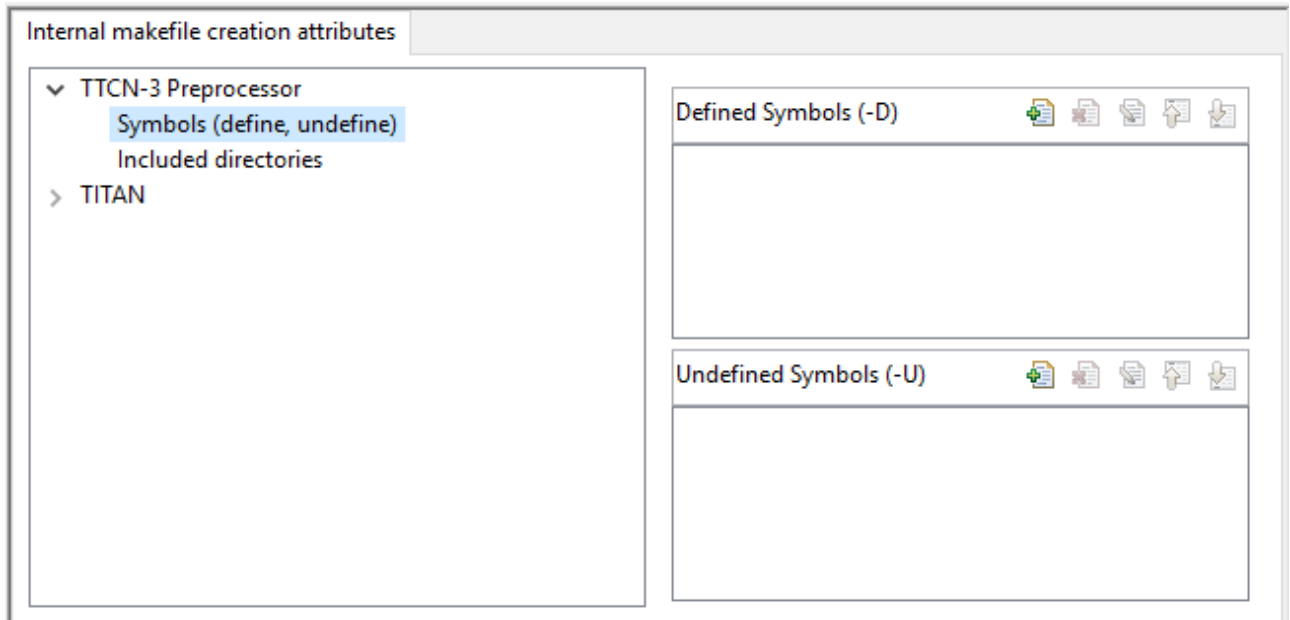 Internal makefile creation attributes
TTCN-3 Preprocessor
Symbols (define, undefine)
Included directories
TITAN
Defined Symbols (-D)
Undefined Symbols (-U)